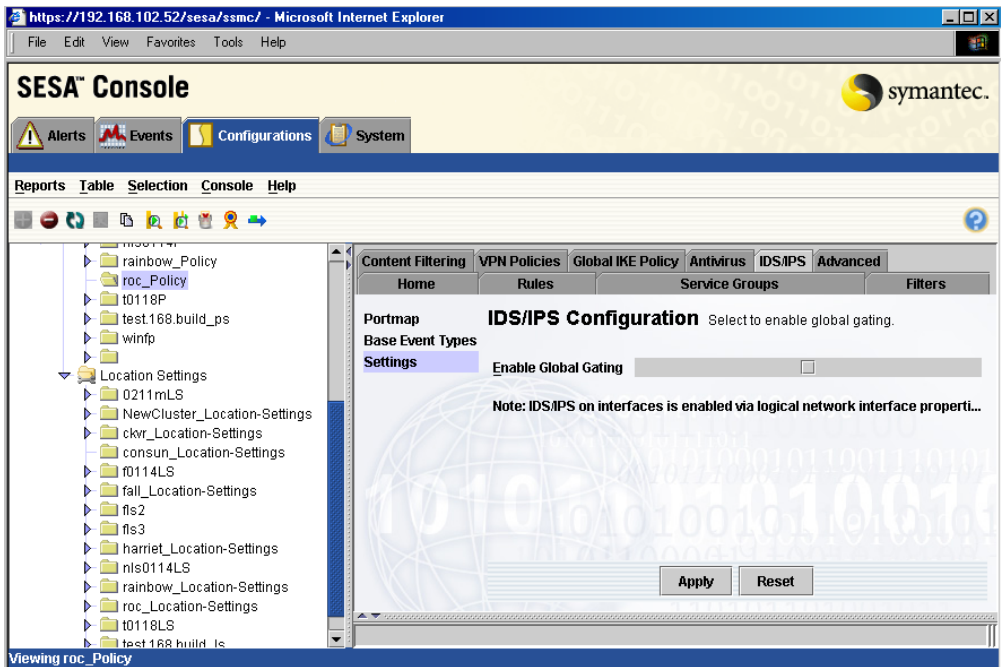 https://192.168.102.52/sesa/ssmc/ - Microsoft Internet Explorer
File Edit View Favorites Tools Help
SESA™ Console
symantec.
Alerts Events Configurations System
Reports Table Selection Console Help
rainbow_Policy
roc_Policy
t0118P
test.168.build_ps
winfp
Location Settings
0211mLS
NewCluster_Location-Settings
ckvr_Location-Settings
consun_Location-Settings
f0114LS
fall_Location-Settings
fls2
fls3
harriet_Location-Settings
nls0114LS
rainbow_Location-Settings
roc_Location-Settings
t0118LS
test.168.build_ls
Content Filtering VPN Policies Global IKE Policy Antivirus IDS/IPS Advanced
Home Rules Service Groups Filters
Portmap
Base Event Types
Settings
IDS/IPS Configuration Select to enable global gating.
Enable Global Gating
Note: IDS/IPS on interfaces is enabled via logical network interface properti...
Apply Reset
Viewing roc_Policy